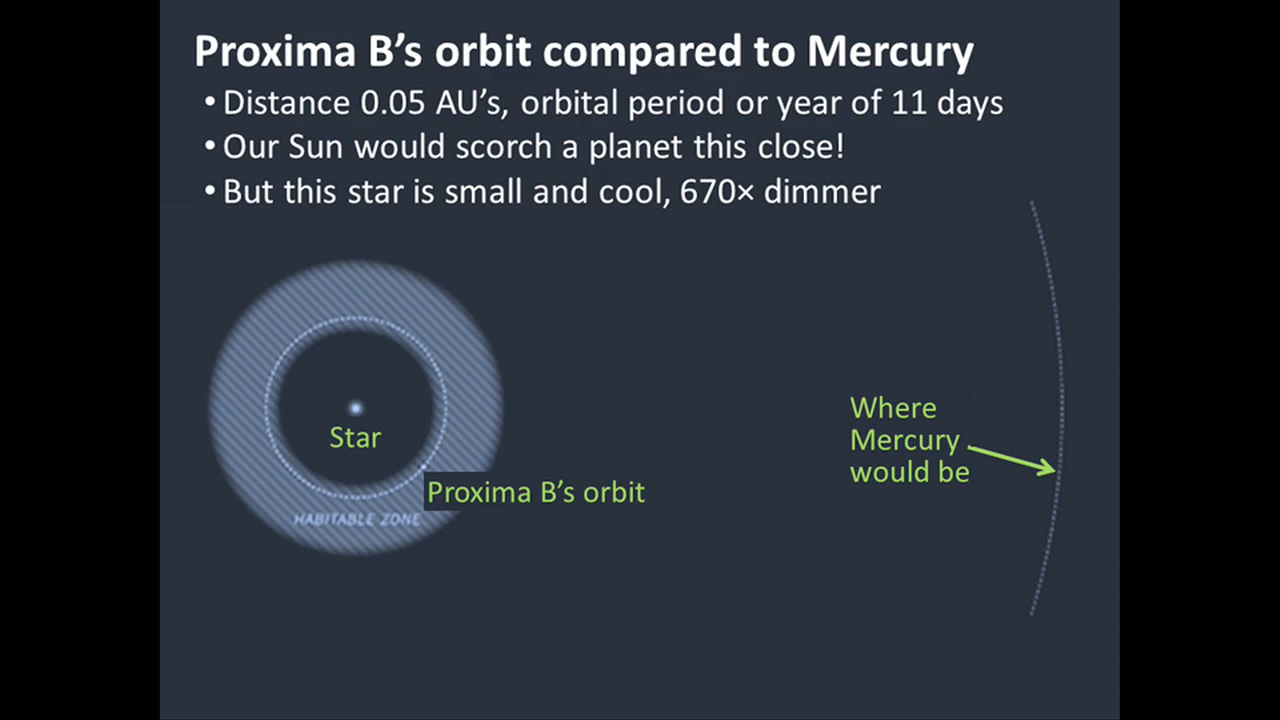 Proxima B’s orbit compared to Mercury
• Distance 0.05 AU’s, orbital period or year of 11 days
• Our Sun would scorch a planet this close!
• But this star is small and cool, 670× dimmer
Star
Proxima B’s orbit
HABITABLE ZONE
Where
Mercury
would be